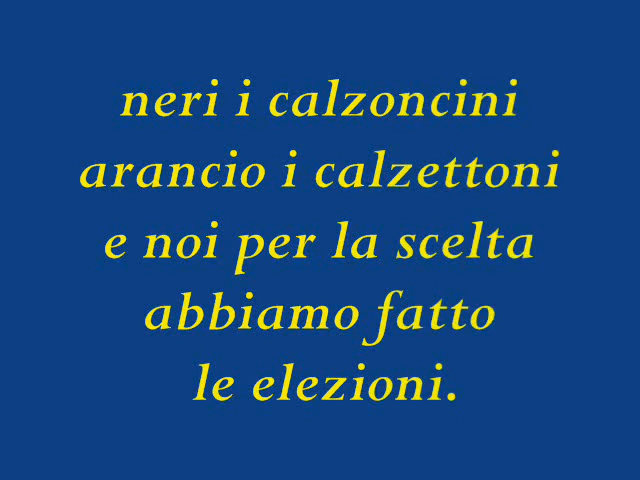 neri i calzoncini
arancio i calzettoni
e noi per la scelta
abbiamo fatto
le elezioni.